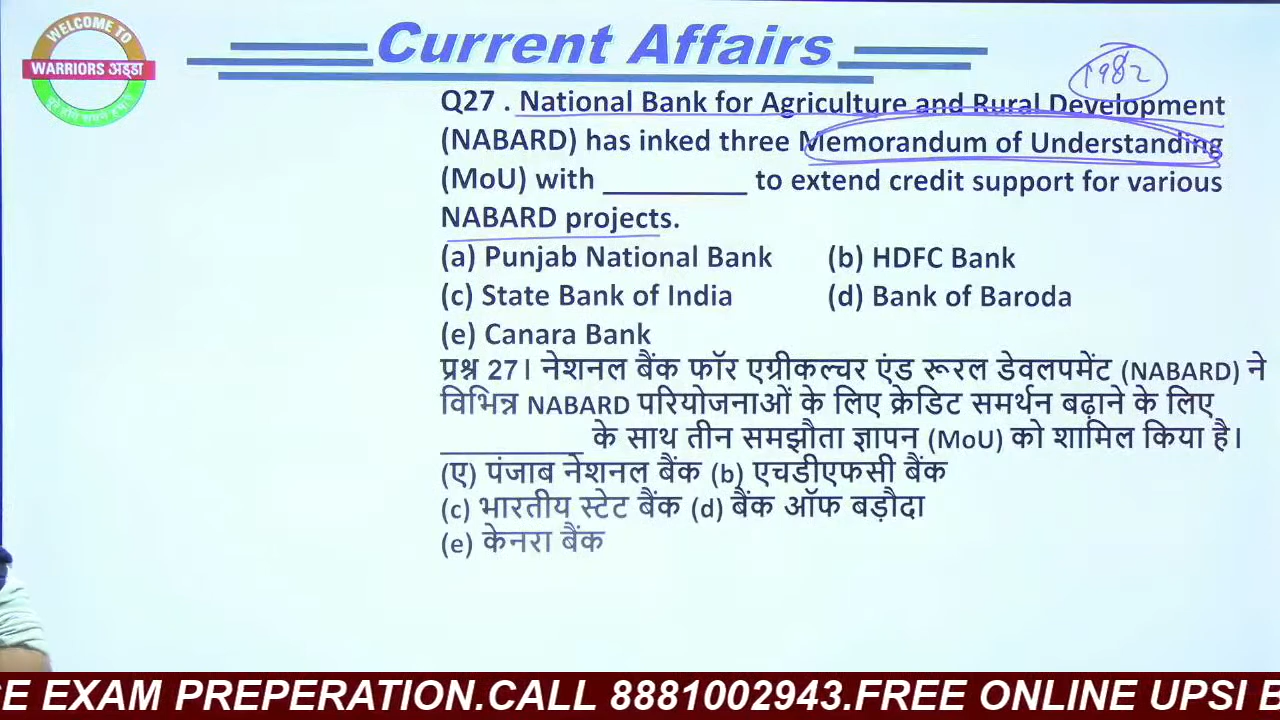 WELCOME TO
WARRIORS अड्डा
Current Affairs
1982
Q27 . National Bank for Agriculture and Rural Development
(NABARD) has inked three Memorandum of Understanding
(MoU) with __________ to extend credit support for various
NABARD projects.
(a) Punjab National Bank (b) HDFC Bank
(c) State Bank of India (d) Bank of Baroda
(e) Canara Bank
प्रश्न 27। नेशनल बैंक फॉर एग्रीकल्चर एंड रूरल डेवलपमेंट (NABARD) ने
विभिन्न NABARD परियोजनाओं के लिए क्रेडिट समर्थन बढ़ाने के लिए
__________ के साथ तीन समझौता ज्ञापन (MoU) को शामिल किया है।
(ए) पंजाब नेशनल बैंक (b) एचडीएफसी बैंक
(c) भारतीय स्टेट बैंक (d) बैंक ऑफ बड़ौदा
(e) केनरा बैंक
SE EXAM PREPERATION.CALL 8881002943.FREE ONLINE UPSI B